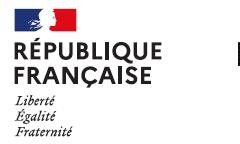 RÉPUBLIQUE
FRANÇAISE
Liberté
Égalité
Fraternité